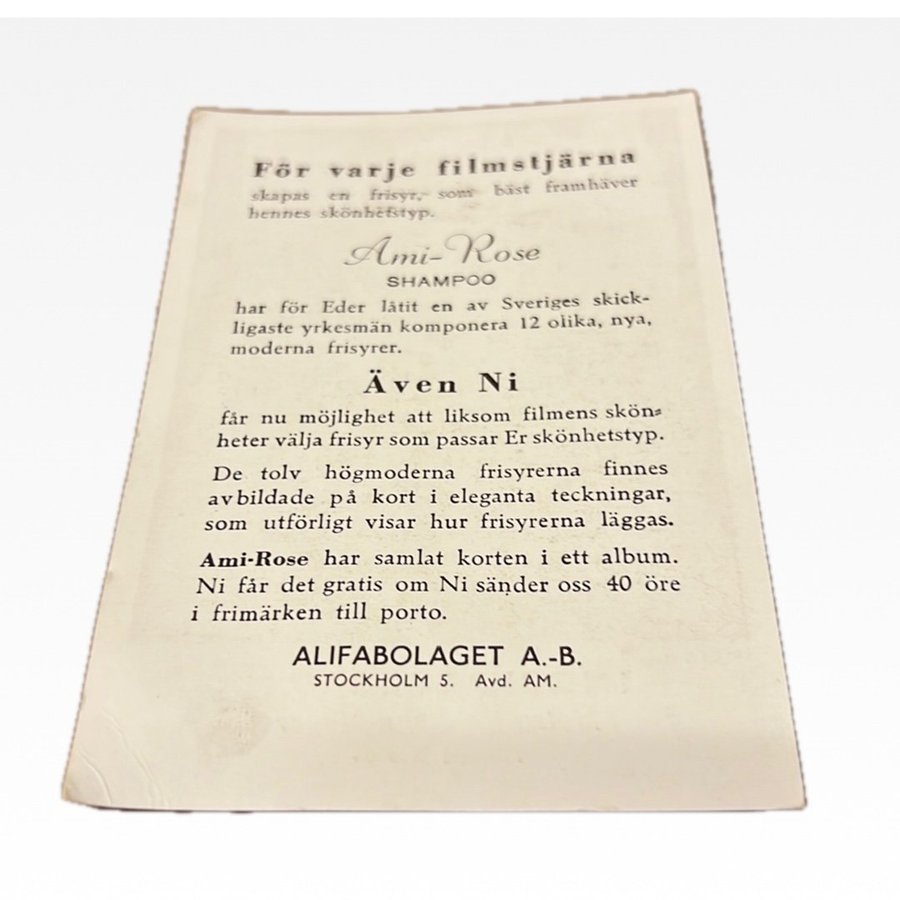 För varje filmstjärna
skapas en frisyr, som bäst framhäver
hennes skönhetstyp.
Ami-Rose
SHAMPOO
har för Eder låtit en av Sveriges skick-
ligaste yrkesmän komponera 12 olika, nya,
moderna frisyrer.
Även Ni
får nu möjlighet att liksom filmens skön-
heter välja frisyr som passar Er skönhetstyp.
De tolv högmoderna frisyrerna finnes
avbildade på kort i eleganta teckningar,
som utförligt visar hur frisyrerna läggas.
Ami-Rose har samlat korten i ett album.
Ni får det gratis om Ni sänder oss 40 öre
i frimärken till porto.
ALIFABOLAGET A.-B.
STOCKHOLM 5. Avd. AM.